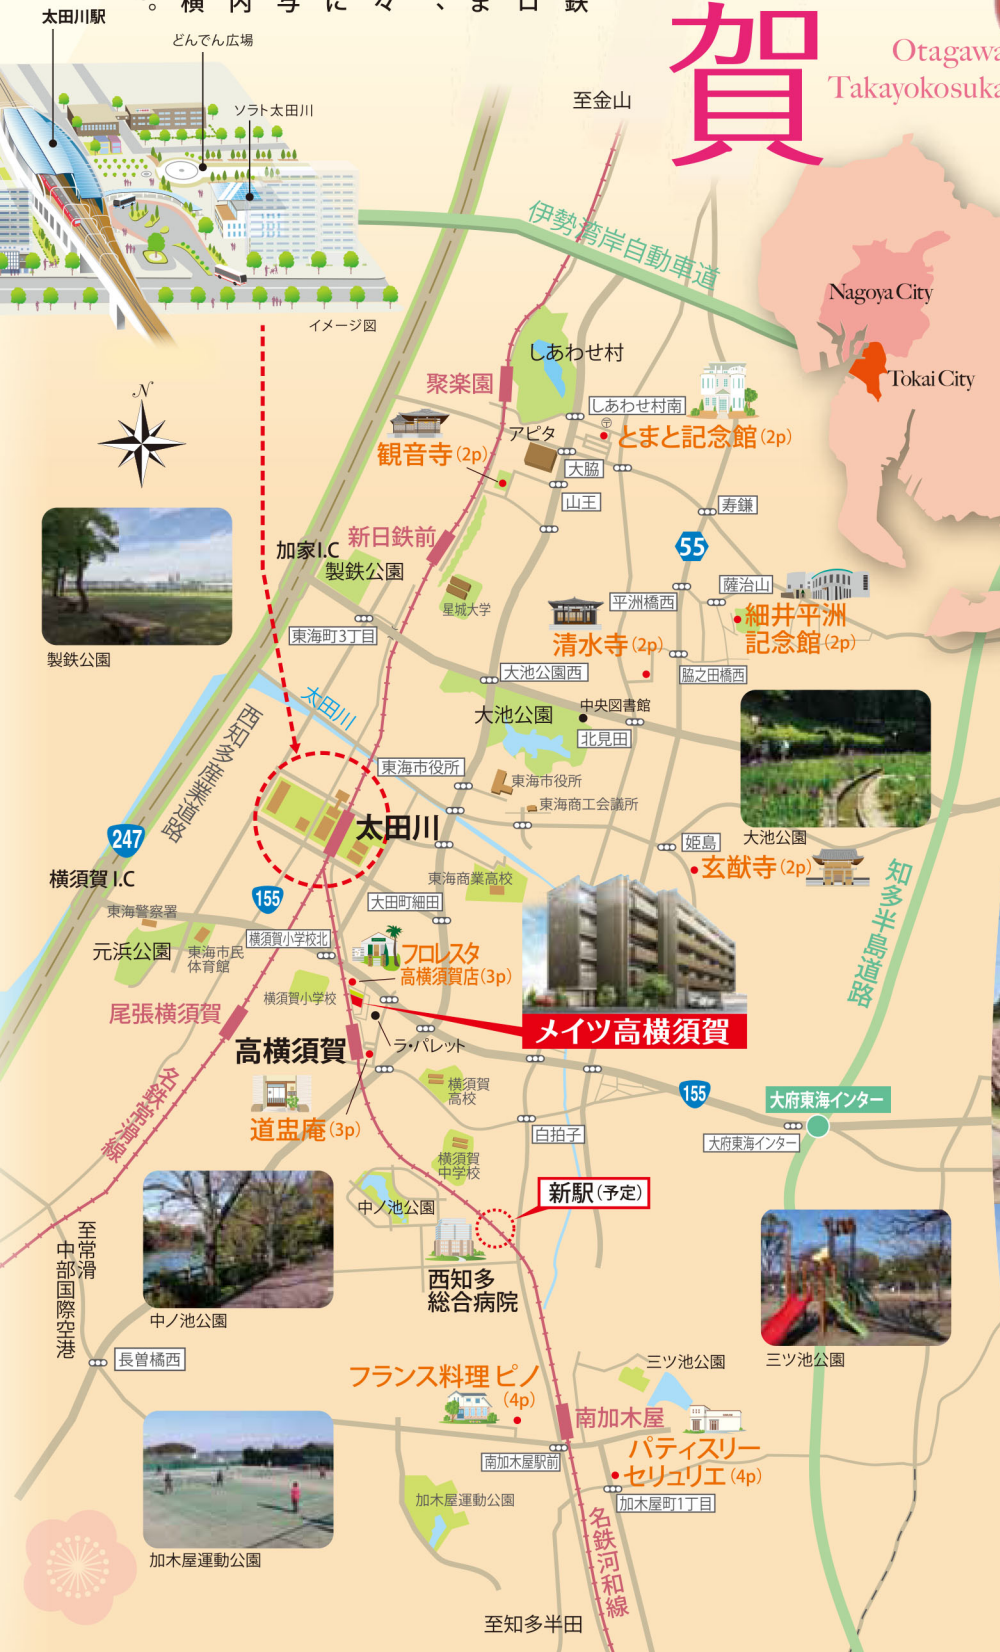 。横内与に々、ま口鉄
賀
Otagawa
Takayokosuka
太田川駅
どんでん広場
ソラト太田川
イメージ図
至金山
伊勢湾岸自動車道
Nagoya City
Tokai City
N
しあわせ村
聚楽園
しあわせ村南
とまと記念館(2p)
アピタ
観音寺(2p)
大脇
山王
寿鎌
新日鉄前
加家I.C
製鉄公園
55
星城大学
薩治山
平洲橋西
細井平洲
記念館(2p)
清水寺(2p)
東海町3丁目
製鉄公園
大池公園西
脇之田橋西
太田川
西知多産業道路
大池公園
中央図書館
北見田
東海市役所
東海市役所
東海商工会議所
太田川
247
姫島
大池公園
玄猷寺(2p)
知多半島道路
横須賀I.C
155
東海商業高校
大田町細田
東海警察署
元浜公園
東海市民
体育館
横須賀小学校北
フロレスタ
高横須賀店(3p)
横須賀小学校
尾張横須賀
メイツ高横須賀
ラ・パレット
高横須賀
名鉄常滑線
横須賀
高校
155
大府東海インター
道盅庵(3p)
白拍子
大府東海インター
横須賀
中学校
新駅(予定)
中ノ池公園
至常滑
中部国際空港
西知多
総合病院
中ノ池公園
長曽橘西
三ツ池公園
三ツ池公園
フランス料理 ピノ
(4p)
南加木屋
パティスリー
セリュリエ(4p)
南加木屋駅前
加木屋町1丁目
加木屋運動公園
名鉄河和線
加木屋運動公園
至知多半田